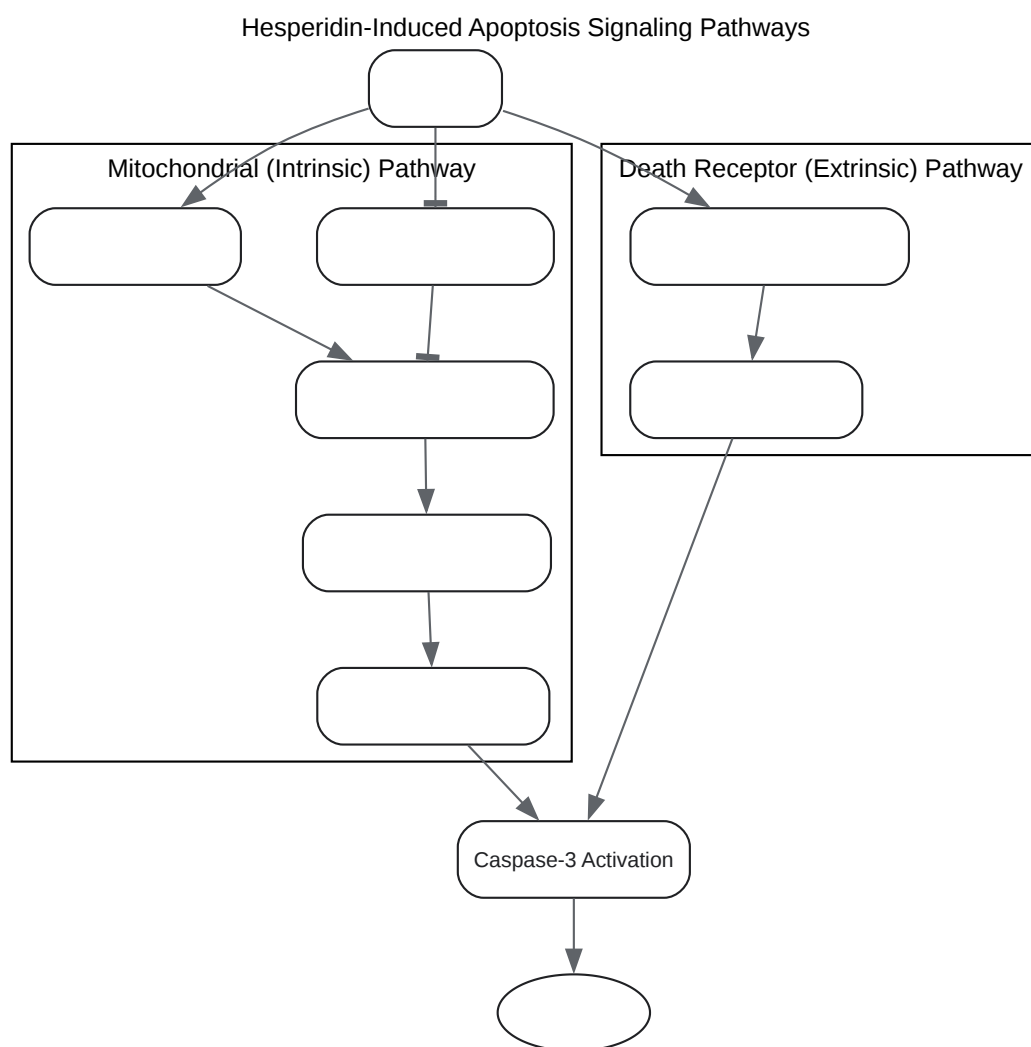 Hesperidin-Induced Apoptosis Signaling Pathways
Mitochondrial (Intrinsic) Pathway
Death Receptor (Extrinsic) Pathway
Caspase-3 Activation